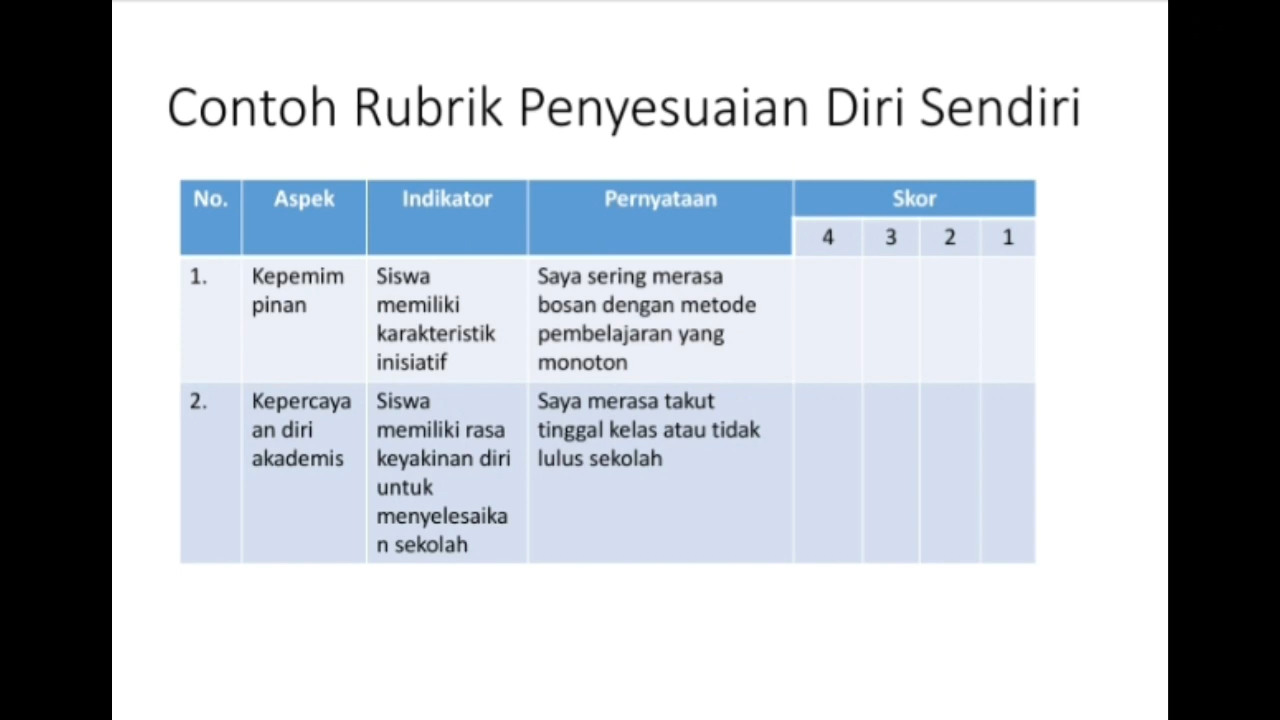 Contoh Rubrik Penyesuaian Diri Sendiri
No. Aspek Indikator Pernyataan Skor
4 3 2 1
1. Kepemim Siswa Saya sering merasa
pinan memiliki bosan dengan metode
karakteristik pembelajaran yang
inisiatif monoton
2. Kepercaya Siswa Saya merasa takut
an diri memiliki rasa tinggal kelas atau tidak
akademis keyakinan diri lulus sekolah
untuk
menyelesaika
n sekolah